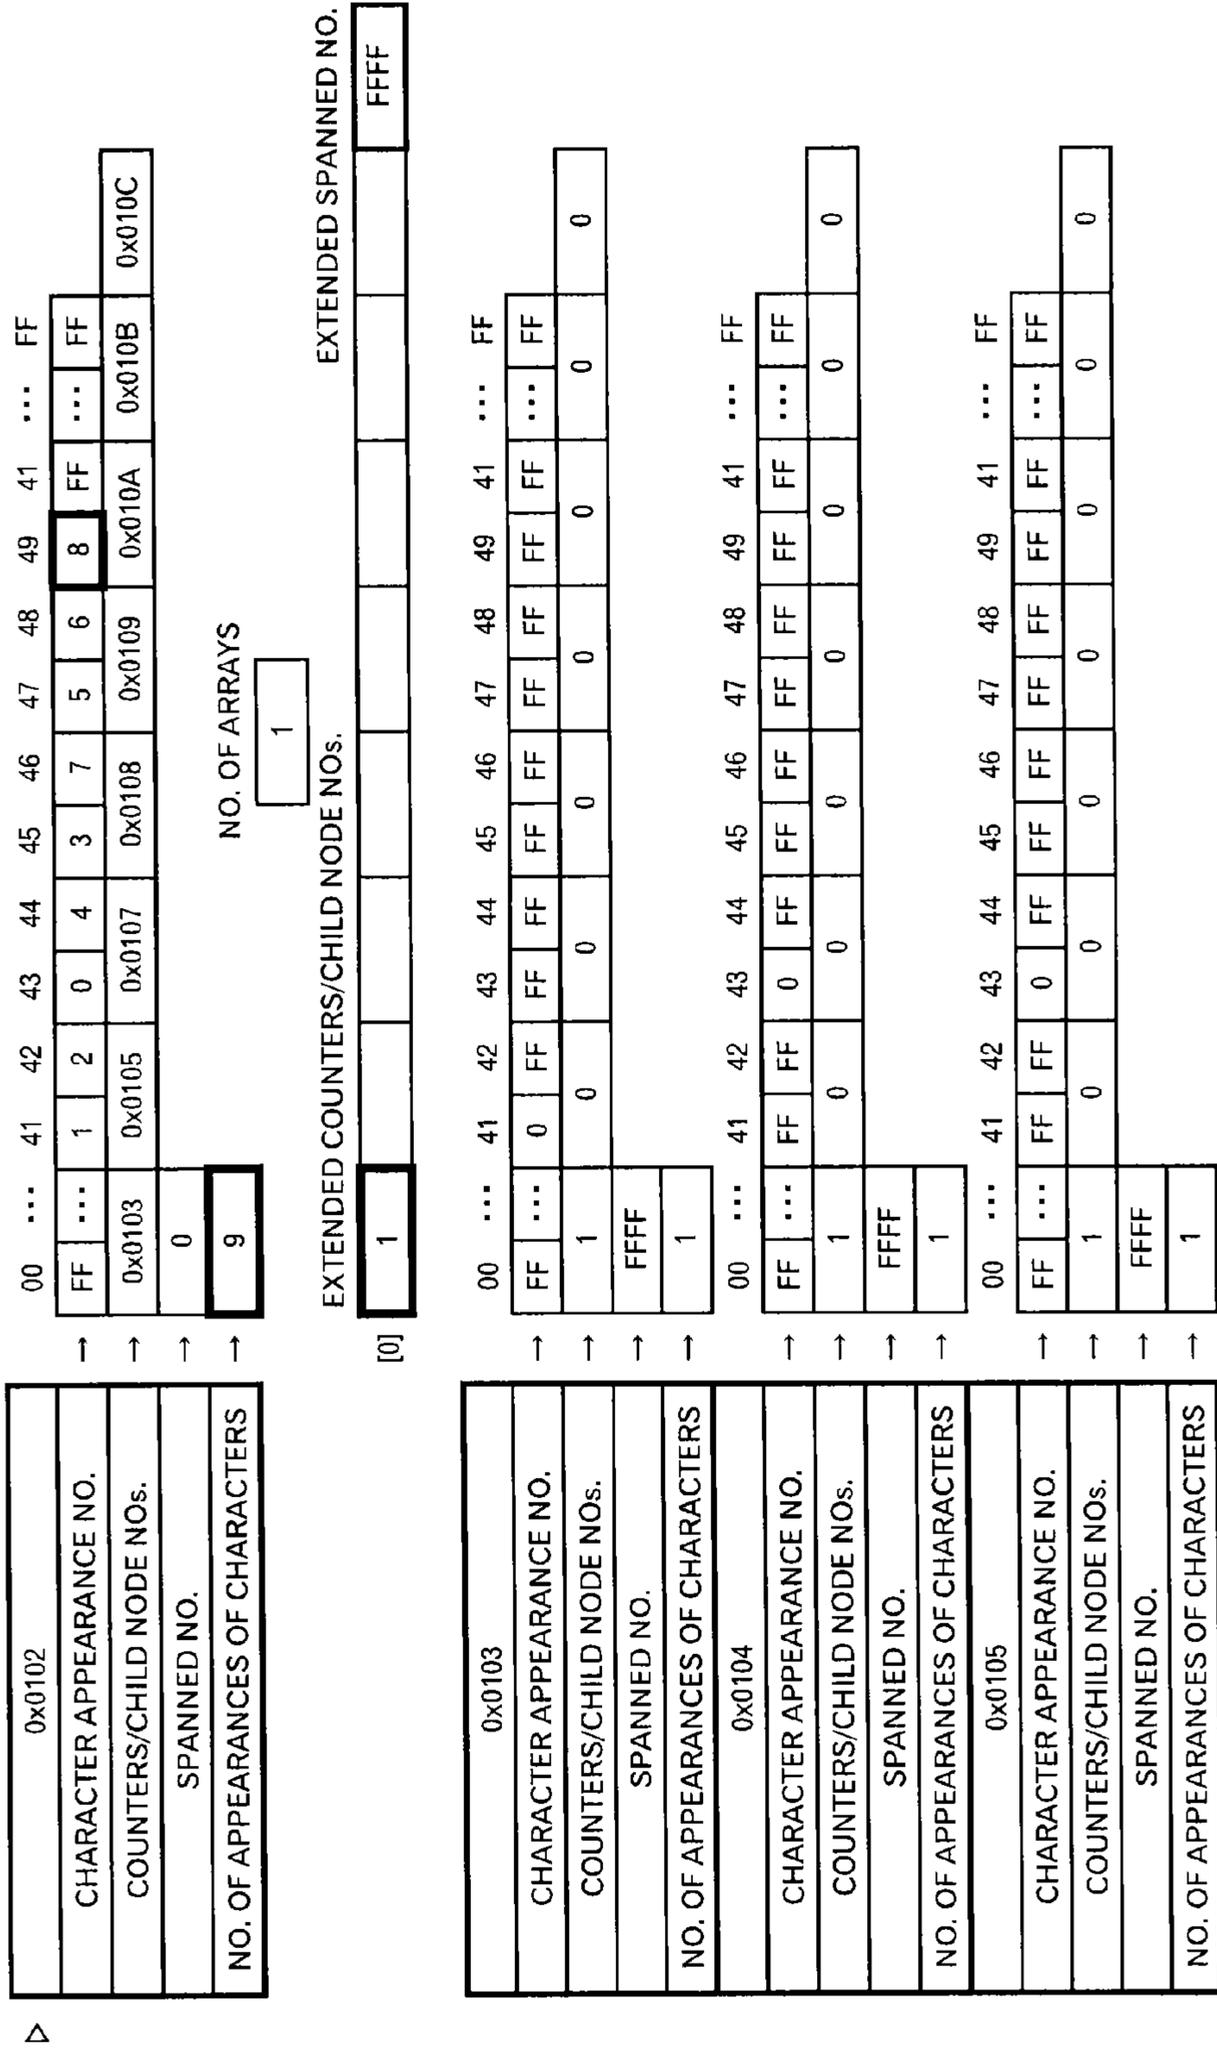 ▷
0x0102 00 ... 41 42 43 44 45 46 47 48 49 41 ... FF
CHARACTER APPEARANCE NO. → FF ... 1 2 0 4 3 7 5 6 8 FF ... FF
COUNTERS/CHILD NODE NOs. → 0x0103 0x0105 0x0107 0x0108 0x0109 0x010A 0x010B 0x010C
SPANNED NO. → 0
NO. OF APPEARANCES OF CHARACTERS → 9
NO. OF ARRAYS
1
EXTENDED COUNTERS/CHILD NODE NOs. EXTENDED SPANNED NO.
[0] 1 FFFF
0x0103 00 ... 41 42 43 44 45 46 47 48 49 41 ... FF
CHARACTER APPEARANCE NO. → FF ... 0 FF FF FF FF FF FF FF FF FF ... FF
COUNTERS/CHILD NODE NOs. → 1 0 0 0 0 0 0 0
SPANNED NO. → FFFF
NO. OF APPEARANCES OF CHARACTERS → 1
0x0104 00 ... 41 42 43 44 45 46 47 48 49 41 ... FF
CHARACTER APPEARANCE NO. → FF ... FF FF 0 FF FF FF FF FF FF FF ... FF
COUNTERS/CHILD NODE NOs. → 1 0 0 0 0 0 0 0
SPANNED NO. → FFFF
NO. OF APPEARANCES OF CHARACTERS → 1
0x0105 00 ... 41 42 43 44 45 46 47 48 49 41 ... FF
CHARACTER APPEARANCE NO. → FF ... FF FF 0 FF FF FF FF FF FF FF ... FF
COUNTERS/CHILD NODE NOs. → 1 0 0 0 0 0 0 0
SPANNED NO. → FFFF
NO. OF APPEARANCES OF CHARACTERS → 1